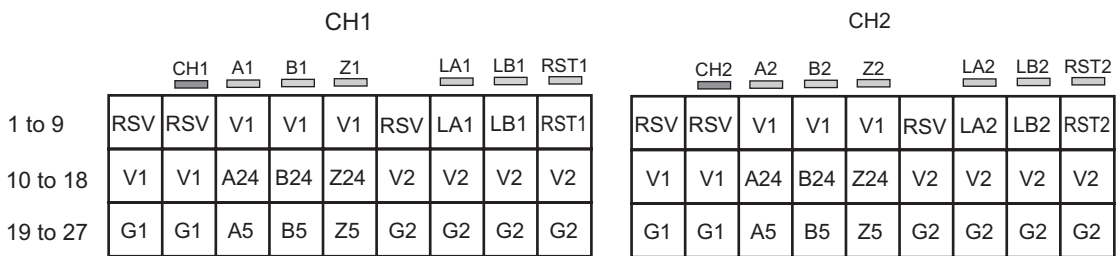 CH1 CH2
CH1 A1 B1 Z1 LA1 LB1 RST1 CH2 A2 B2 Z2 LA2 LB2 RST2
1 to 9 RSV RSV V1 V1 V1 RSV LA1 LB1 RST1 RSV RSV V1 V1 V1 RSV LA2 LB2 RST2
10 to 18 V1 V1 A24 B24 Z24 V2 V2 V2 V2 V1 V1 A24 B24 Z24 V2 V2 V2 V2
19 to 27 G1 G1 A5 B5 Z5 G2 G2 G2 G2 G1 G1 A5 B5 Z5 G2 G2 G2 G2